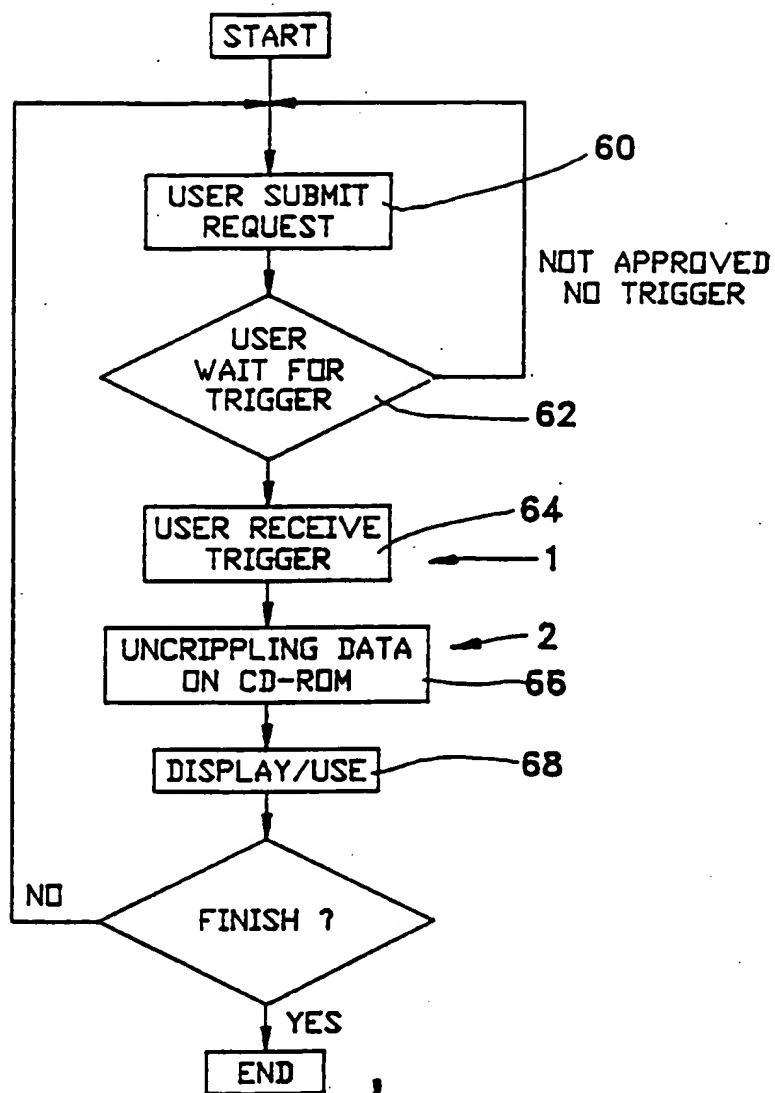 START
60
USER SUBMIT
REQUEST
NOT APPROVED
NO TRIGGER
USER
WAIT FOR
TRIGGER
62
64
USER RECEIVE
TRIGGER
1
2
UNCRIPPLING DATA
ON CD-ROM
66
DISPLAY/USE
68
NO
FINISH ?
YES
END